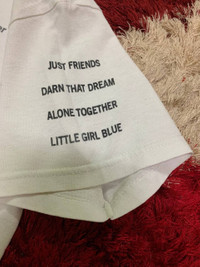 JUST FRIENDS
DARN THAT DREAM
ALONE TOGETHER
LITTLE GIRL BLUE